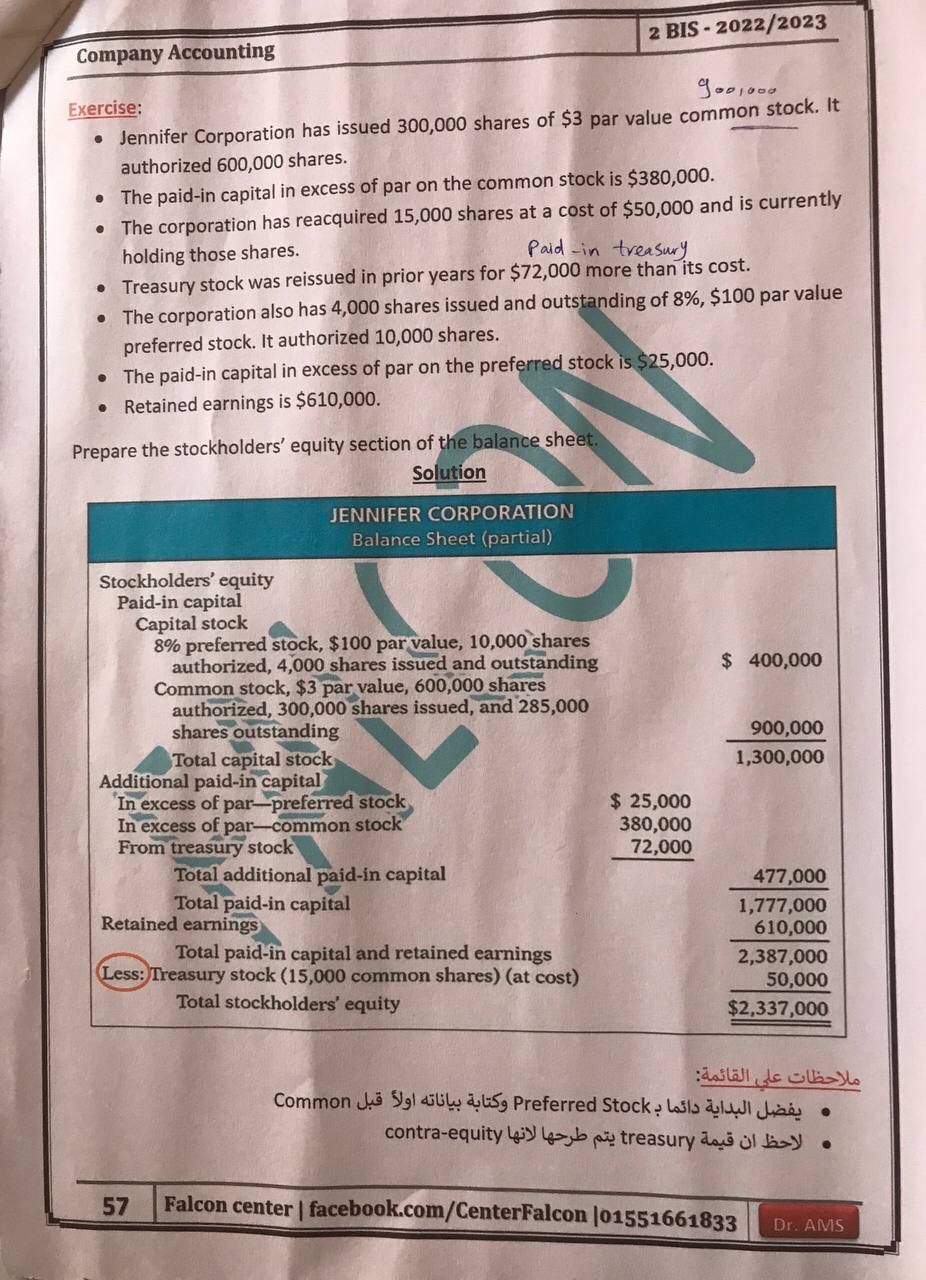 Company Accounting
2 BIS - 2022/2023
900,000
Exercise:
• Jennifer Corporation has issued 300,000 shares of $3 par value common stock. It
authorized 600,000 shares.
• The paid-in capital in excess of par on the common stock is $380,000.
• The corporation has reacquired 15,000 shares at a cost of $50,000 and is currently
holding those shares.
Paid-in treasury
• Treasury stock was reissued in prior years for $72,000 more than its cost.
• The corporation also has 4,000 shares issued and outstanding of 8%, $100 par value
preferred stock. It authorized 10,000 shares.
• The paid-in capital in excess of par on the preferred stock is $25,000.
• Retained earnings is $610,000.
Prepare the stockholders' equity section of the balance sheet.
Solution
JENNIFER CORPORATION
Balance Sheet (partial)
Stockholders' equity
Paid-in capital
Capital stock
8% preferred stock, $100 par value, 10,000 shares
authorized, 4,000 shares issued and outstanding $ 400,000
Common stock, $3 par value, 600,000 shares
authorized, 300,000 shares issued, and 285,000
shares outstanding 900,000
Total capital stock 1,300,000
Additional paid-in capital
In excess of par—preferred stock $ 25,000
In excess of par—common stock 380,000
From treasury stock 72,000
Total additional paid-in capital 477,000
Total paid-in capital 1,777,000
Retained earnings 610,000
Total paid-in capital and retained earnings 2,387,000
Less: Treasury stock (15,000 common shares) (at cost) 50,000
Total stockholders' equity $2,337,000
FALCON
ملاحظات علي القائمة:
• يفضل البداية دائما بـ Preferred Stock وكتابة بياناته اولاً قبل Common
• لاحظ ان قيمة treasury يتم طرحها لانها contra-equity
57 Falcon center | facebook.com/CenterFalcon |01551661833 Dr. AMS